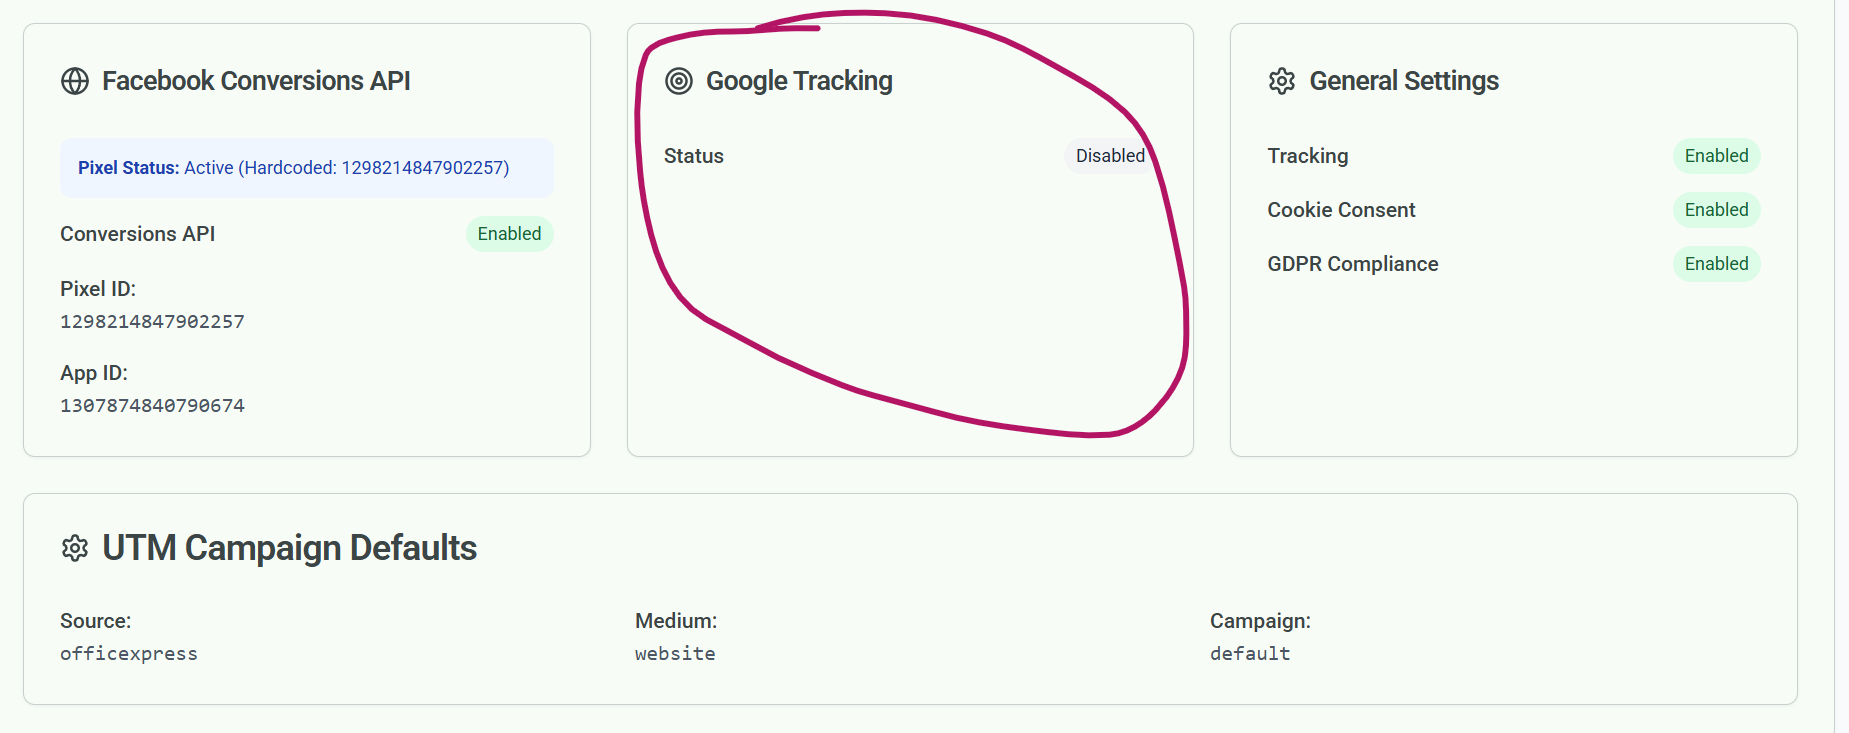 Facebook Conversions API
Pixel Status: Active (Hardcoded: 1298214847902257)
Conversions API
Enabled
Pixel ID:
1298214847902257
App ID:
1307874840790674
Google Tracking
Status
Disabled
General Settings
Tracking
Enabled
Cookie Consent
Enabled
GDPR Compliance
Enabled
UTM Campaign Defaults
Source:
officexpress
Medium:
website
Campaign:
default